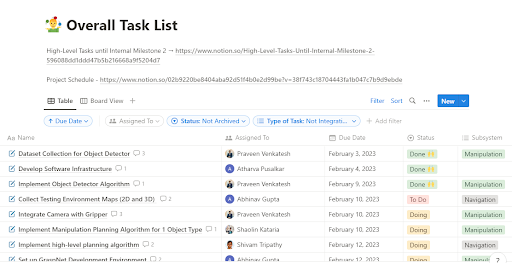 Overall Task List
High-Level Tasks until Internal Milestone 2 → https://www.notion.so/High-Level-Tasks-Until-Internal-Milestone-2-
596088dd1ddd47b5b216668a9f5204d7
Project Schedule - https://www.notion.so/02b9220be8404aba92d51f4b0e2d99be?v=38f743c18704443fa1b047c7b9d9ebde
Table Board View + Filter Sort New
↑ Due Date Assigned To Status: Not Archived Type of Task: Not Integrati... + Add filter
Aa Name Assigned To Due Date Status Subsystem
Dataset Collection for Object Detector 3 Praveen Venkatesh February 3, 2023 Done Manipulation
Develop Software Infrastructure 1 Atharva Pusalkar February 4, 2023 Done
Implement Object Detector Algorithm 1 Praveen Venkatesh February 9, 2023 Done Manipulation
Collect Testing Environment Maps (2D and 3D) 2 Abhinav Gupta February 10, 2023 To Do Navigation
Integrate Camera with Gripper 3 Praveen Venkatesh February 10, 2023 Doing Manipulation
Implement Manipulation Planning Algorithm for 1 Object Type 1 Shaolin Kataria February 10, 2023 Doing Manipulation
Implement high-level planning algorithm 2 Shivam Tripathy February 12, 2023 Doing Navigation
Set up GraspNet Development Environment 2 Abhinav Gupta February 12, 2023 Doing Manipulation
?